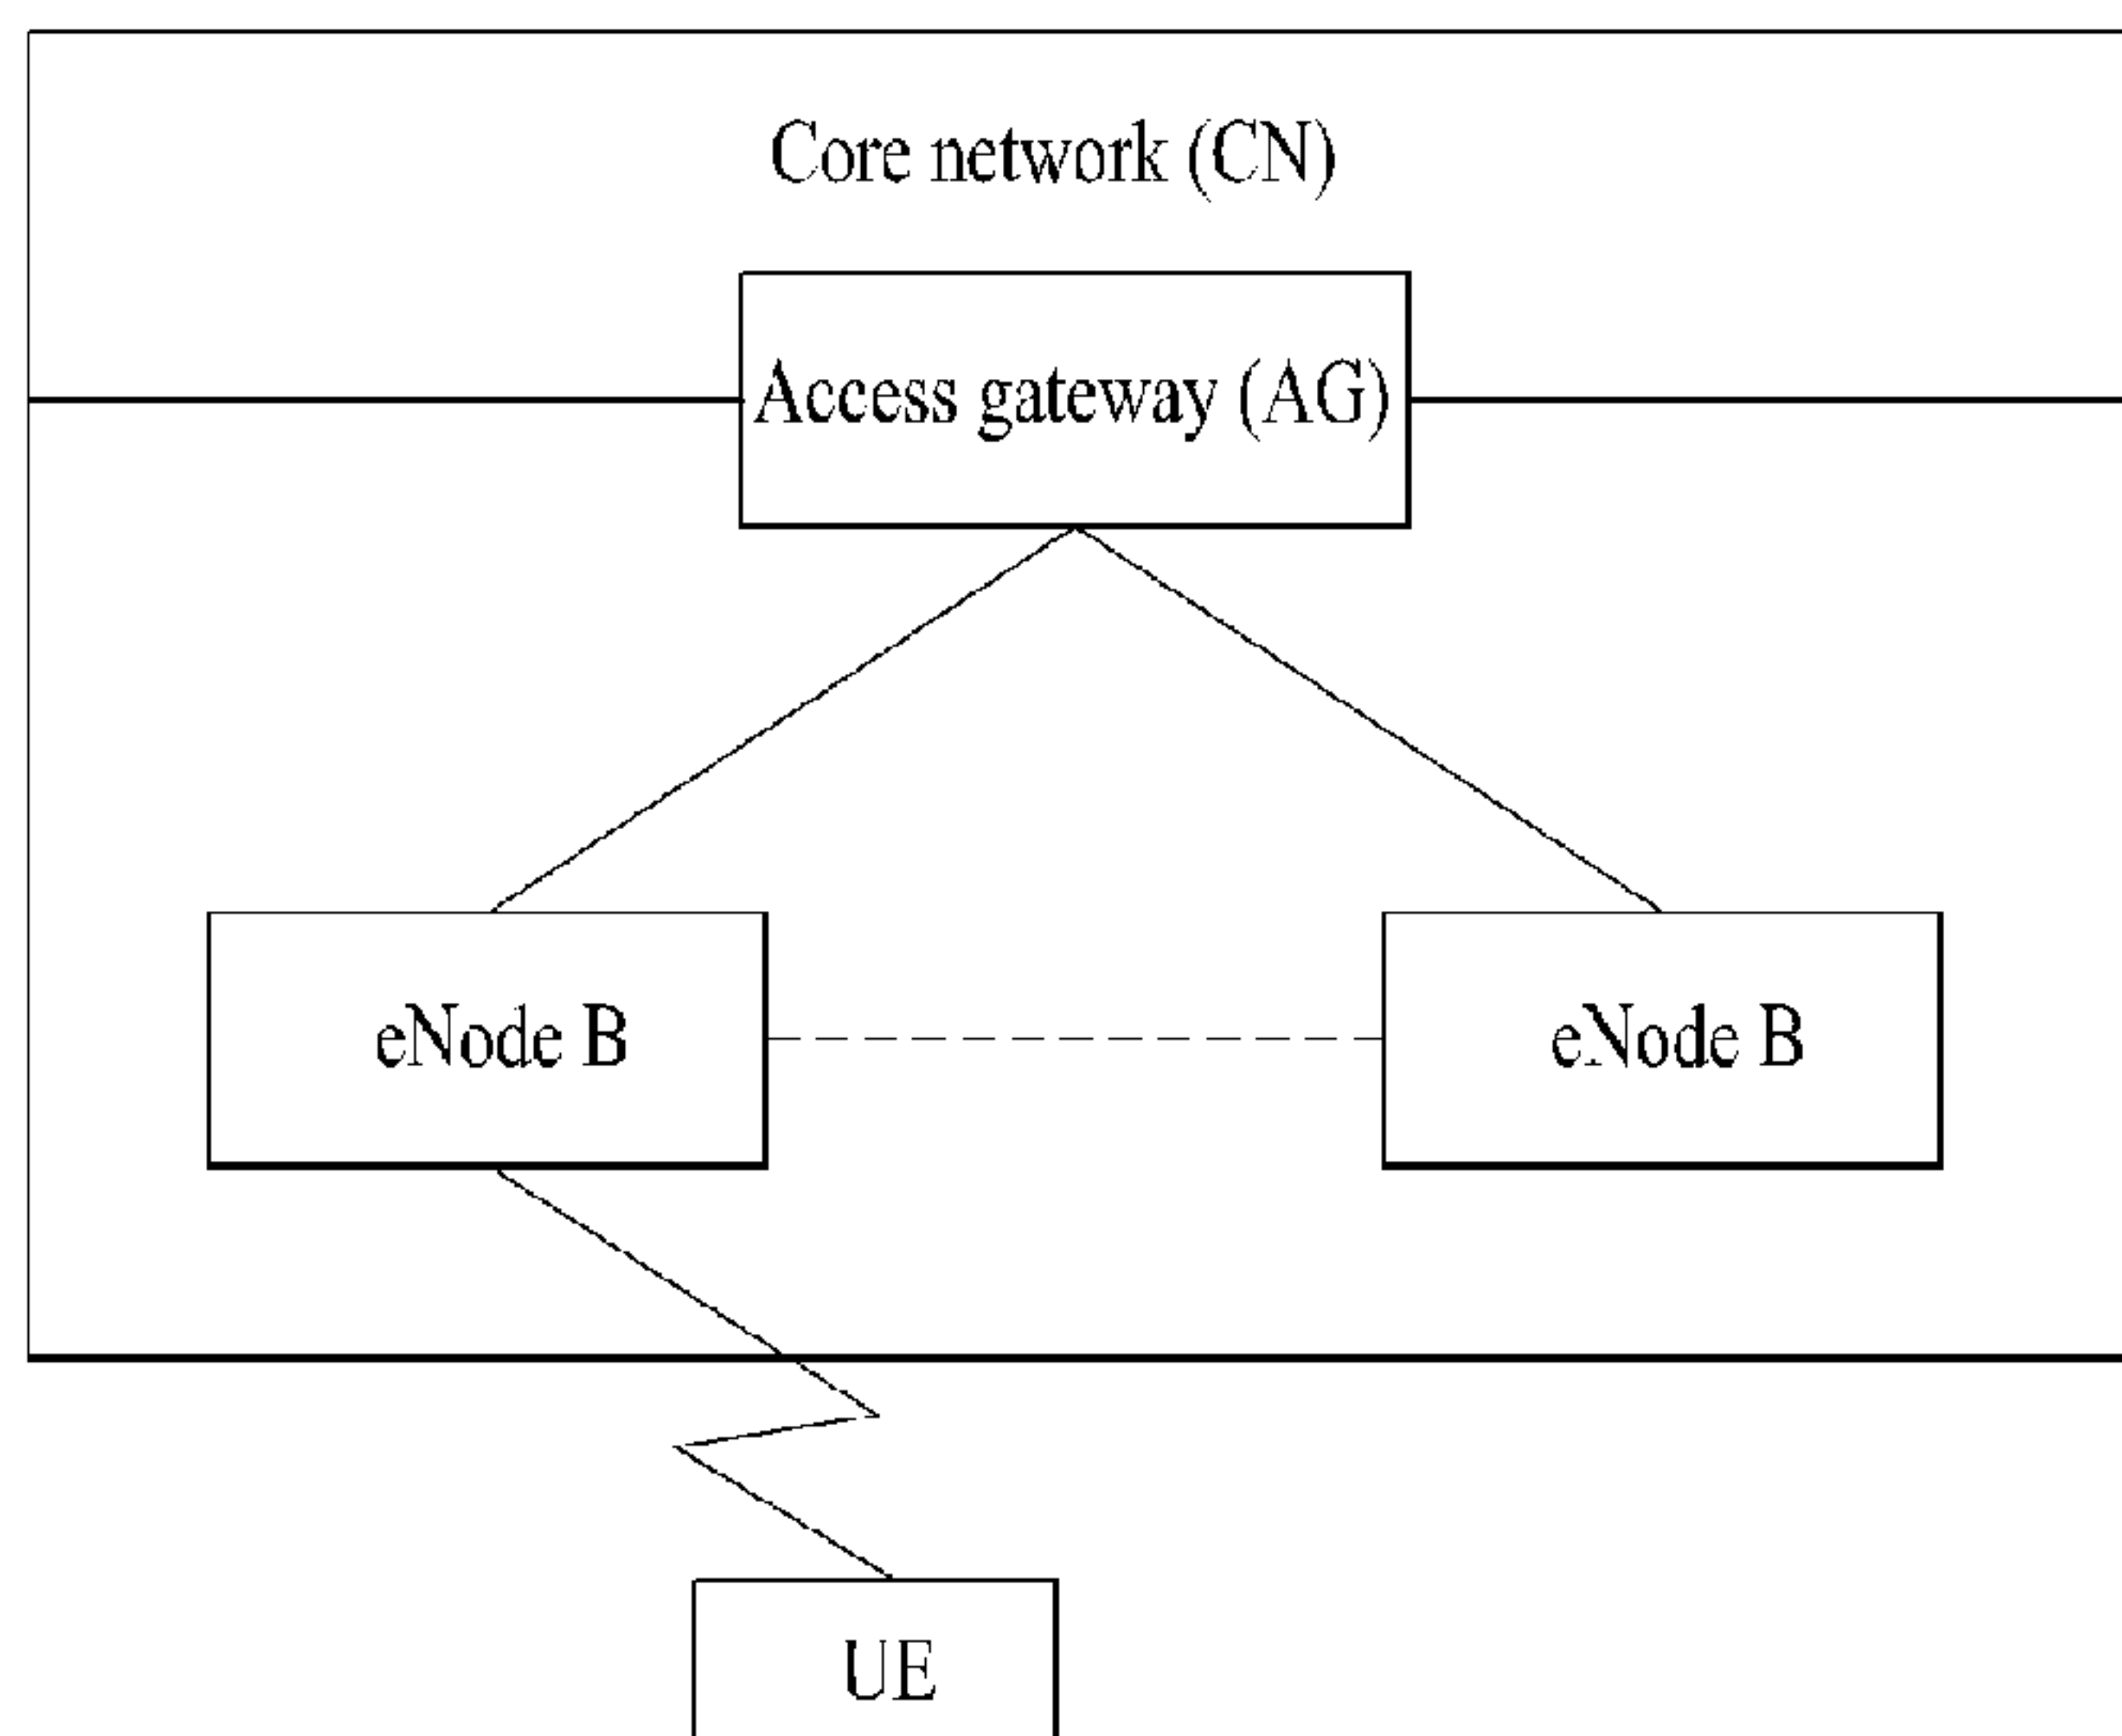 Core network (CN)
Access gateway (AG)
eNode B
eNode B
UE